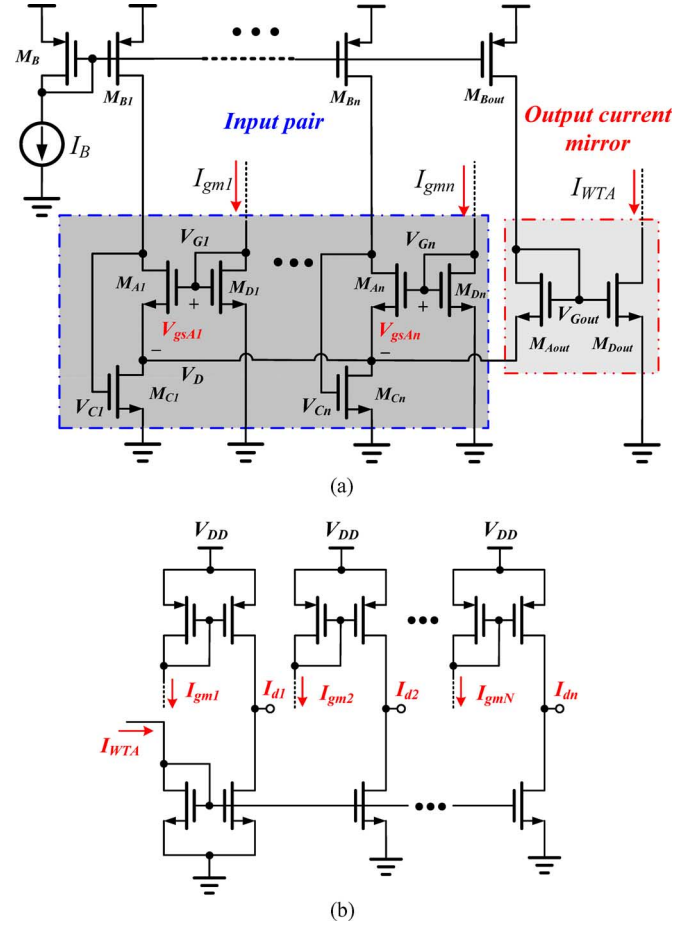 M_B
M_B1
M_Bn
M_Bout
I_B
Input pair
Output current
mirror
I_gm1
I_gmn
I_WTA
V_G1
V_Gn
M_A1
M_D1
M_An
M_Dn
+
+
V_Gout
V_gsA1
V_gsAn
M_Aout
M_Dout
−
−
V_D
V_C1
M_C1
V_Cn
M_Cn
(a)
V_DD
V_DD
V_DD
I_gm1
I_d1
I_gm2
I_d2
I_gmN
I_dn
I_WTA
(b)